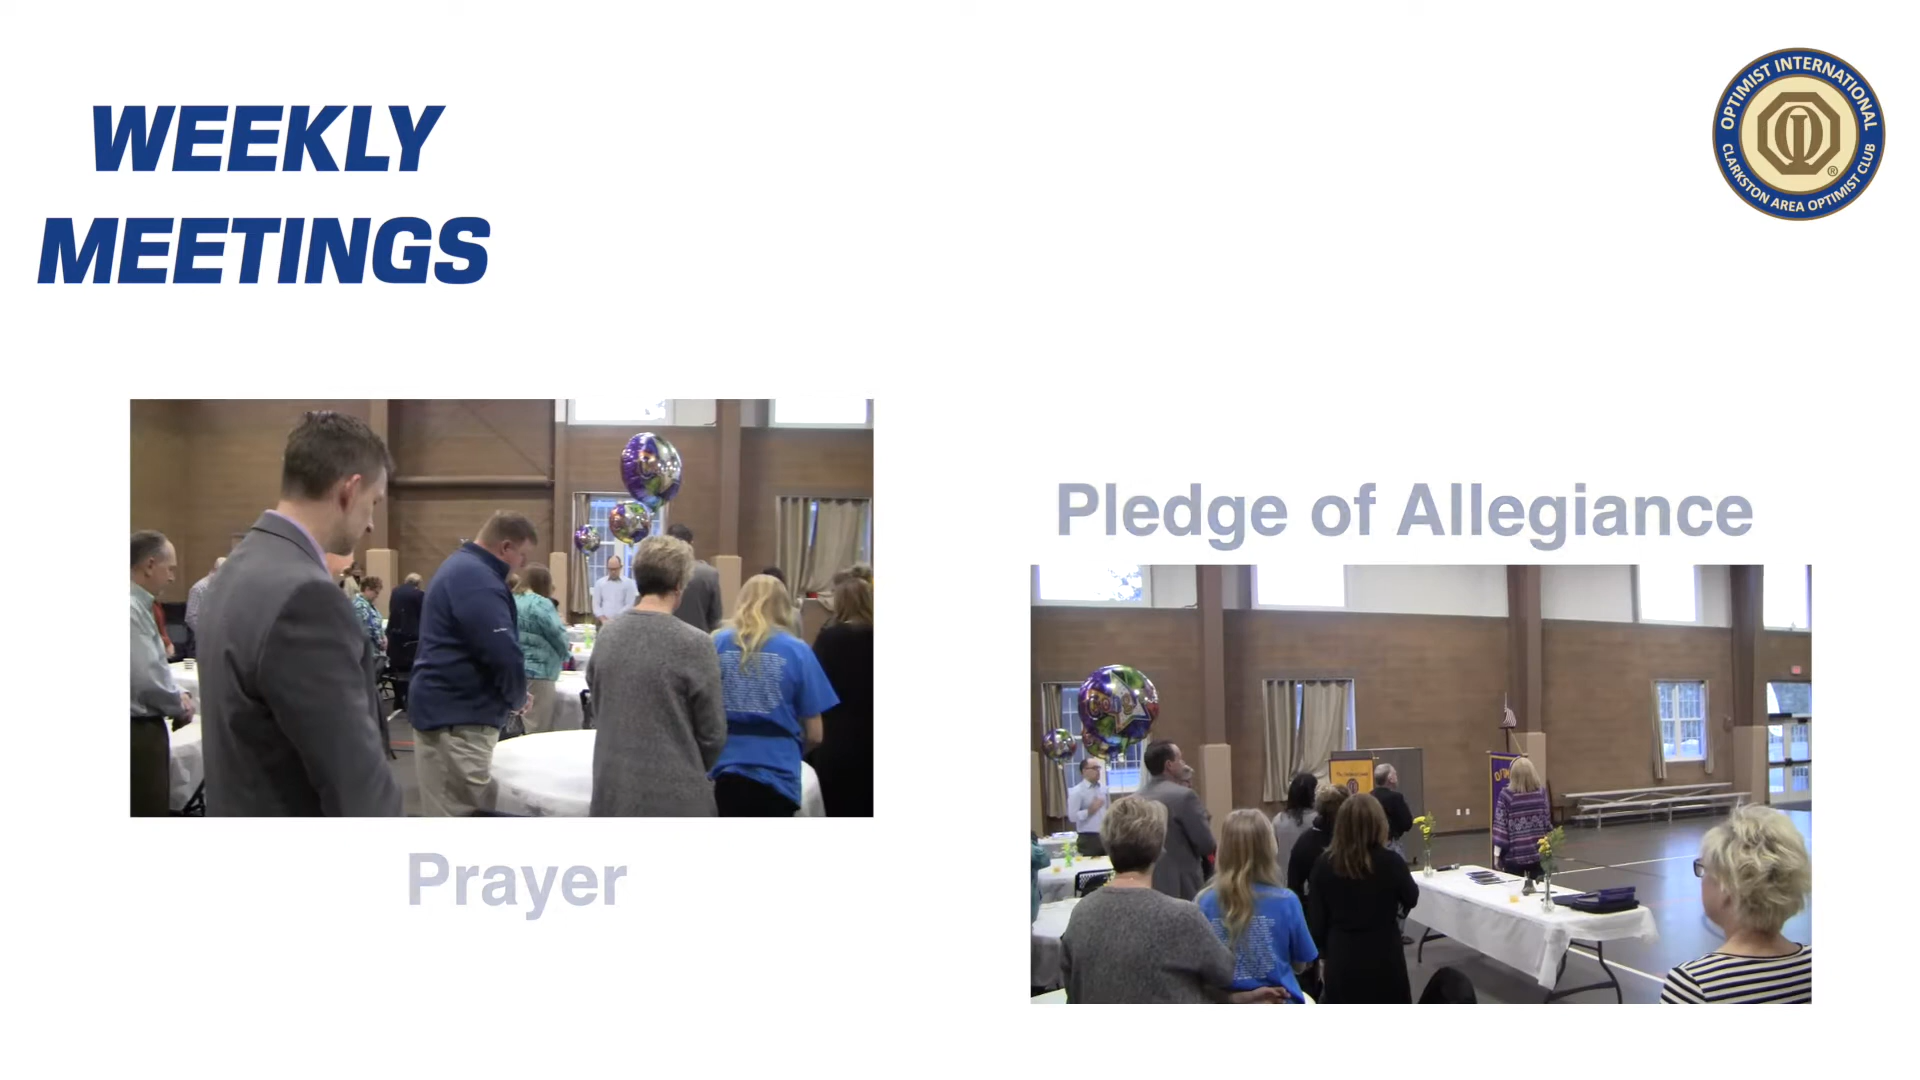 WEEKLY
MEETINGS
OPTIMIST INTERNATIONAL
CLARKSTON AREA OPTIMIST CLUB
®
Pledge of Allegiance
Prayer